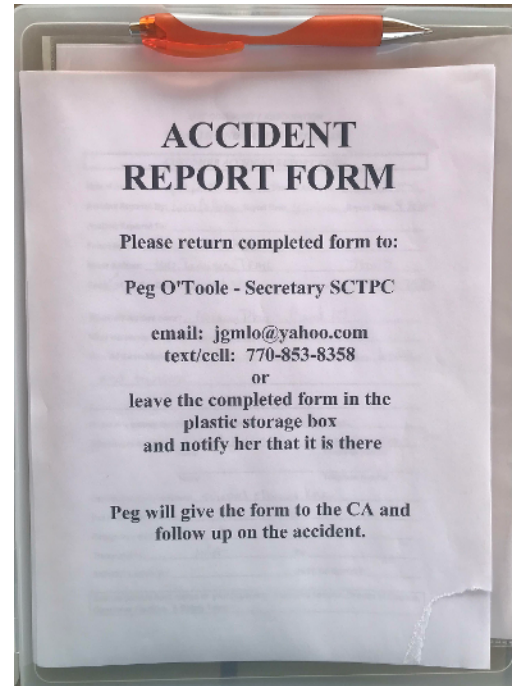 ACCIDENT
REPORT FORM
Please return completed form to:
Peg O'Toole - Secretary SCTPC
email: jgmlo@yahoo.com
text/cell: 770-853-8358
or
leave the completed form in the
plastic storage box
and notify her that it is there
Peg will give the form to the CA and
follow up on the accident.